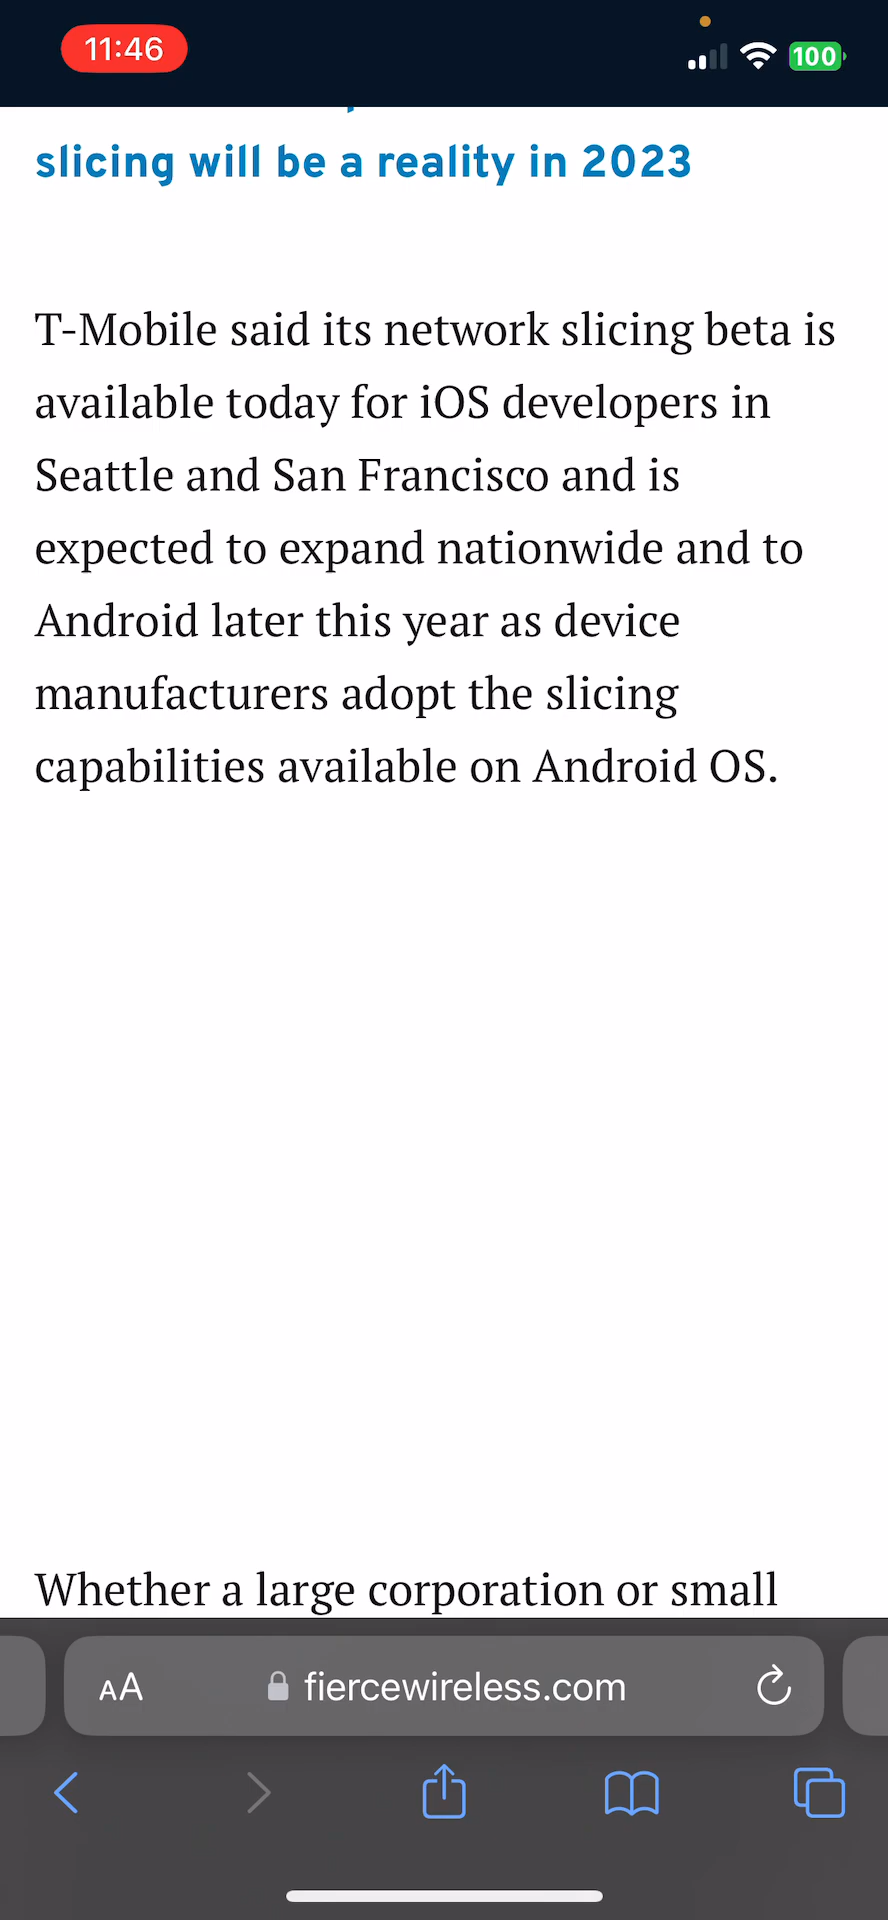 11:46
100
slicing will be a reality in 2023
T-Mobile said its network slicing beta is
available today for iOS developers in
Seattle and San Francisco and is
expected to expand nationwide and to
Android later this year as device
manufacturers adopt the slicing
capabilities available on Android OS.
Whether a large corporation or small
AA fiercewireless.com